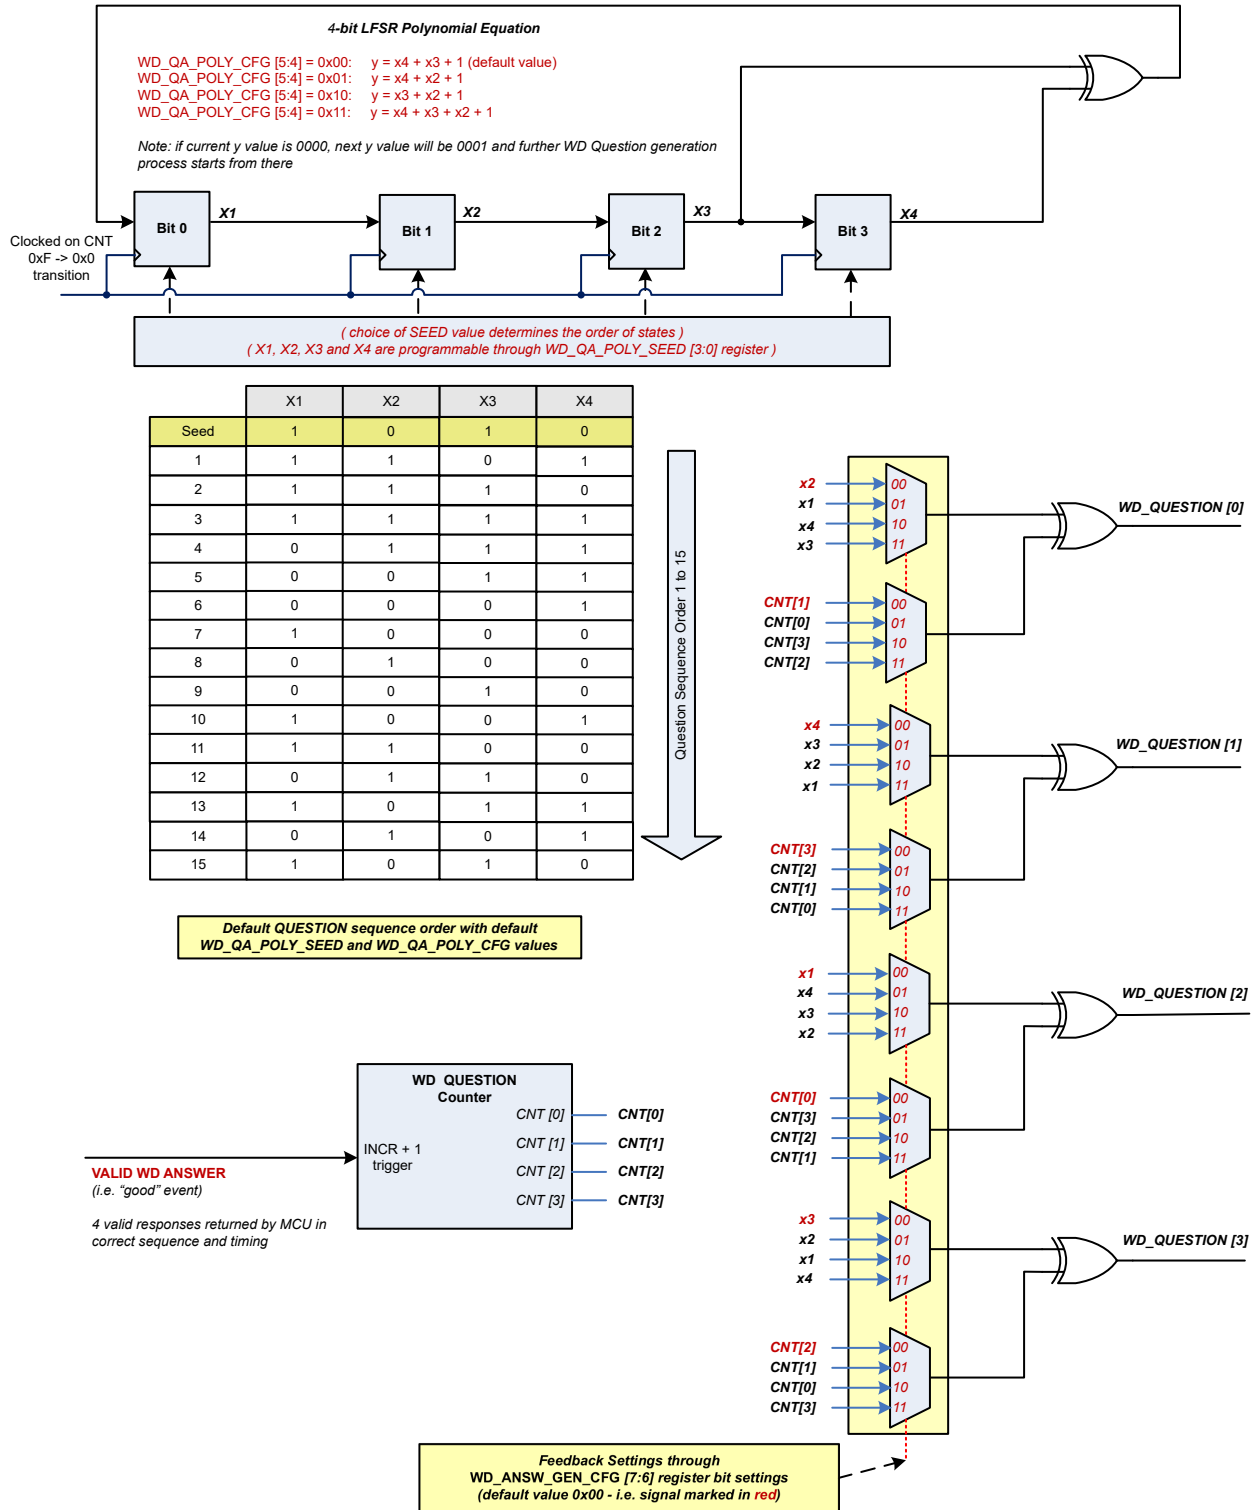 4-bit LFSR Polynomial Equation
WD_QA_POLY_CFG [5:4] = 0x00: y = x4 + x3 + 1 (default value)
WD_QA_POLY_CFG [5:4] = 0x01: y = x4 + x2 + 1
WD_QA_POLY_CFG [5:4] = 0x10: y = x3 + x2 + 1
WD_QA_POLY_CFG [5:4] = 0x11: y = x4 + x3 + x2 + 1
Note: if current y value is 0000, next y value will be 0001 and further WD Question generation
process starts from there
Bit 0
X1
Bit 1
X2
Bit 2
X3
Bit 3
X4
Clocked on CNT
0xF -> 0x0
transition
( choice of SEED value determines the order of states )
( X1, X2, X3 and X4 are programmable through WD_QA_POLY_SEED [3:0] register )
X1 X2 X3 X4
Seed 1 0 1 0
1 1 1 0 1
2 1 1 1 0
3 1 1 1 1
4 0 1 1 1
5 0 0 1 1
6 0 0 0 1
7 1 0 0 0
8 0 1 0 0
9 0 0 1 0
10 1 0 0 1
11 1 1 0 0
12 0 1 1 0
13 1 0 1 1
14 0 1 0 1
15 1 0 1 0
Question Sequence Order 1 to 15
Default QUESTION sequence order with default
WD_QA_POLY_SEED and WD_QA_POLY_CFG values
WD QUESTION
Counter
INCR + 1
trigger
CNT [0] CNT[0]
CNT [1] CNT[1]
CNT [2] CNT[2]
CNT [3] CNT[3]
VALID WD ANSWER
(i.e. “good” event)
4 valid responses returned by MCU in
correct sequence and timing
x2 00
x1 01
x4 10
x3 11
WD_QUESTION [0]
CNT[1] 00
CNT[0] 01
CNT[3] 10
CNT[2] 11
x4 00
x3 01
x2 10
x1 11
WD_QUESTION [1]
CNT[3] 00
CNT[2] 01
CNT[1] 10
CNT[0] 11
x1 00
x4 01
x3 10
x2 11
WD_QUESTION [2]
CNT[0] 00
CNT[3] 01
CNT[2] 10
CNT[1] 11
x3 00
x2 01
x1 10
x4 11
WD_QUESTION [3]
CNT[2] 00
CNT[1] 01
CNT[0] 10
CNT[3] 11
Feedback Settings through
WD_ANSW_GEN_CFG [7:6] register bit settings
(default value 0x00 - i.e. signal marked in red)